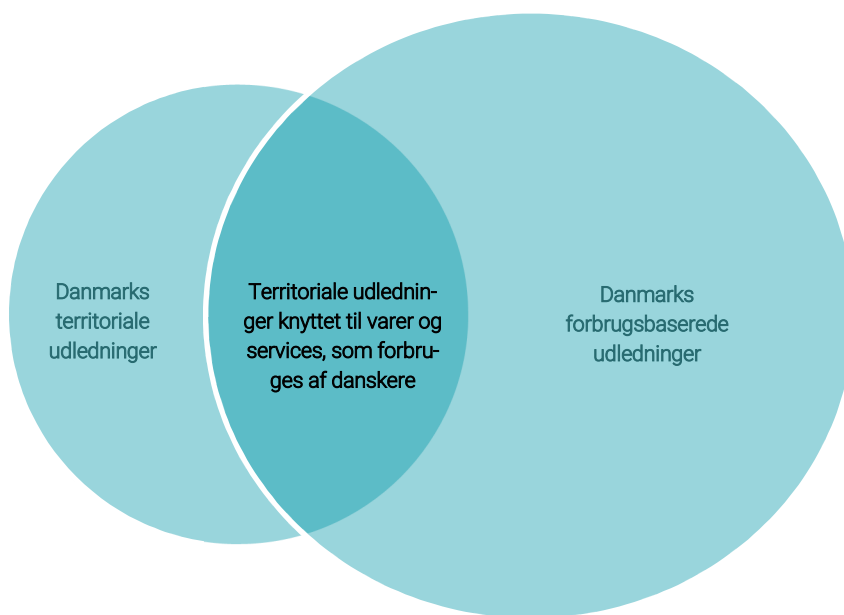 Danmarks
territoriale
udledninger
Territoriale udlednin-
ger knyttet til varer og
services, som forbru-
ges af danskere
Danmarks
forbrugsbaserede
udledninger